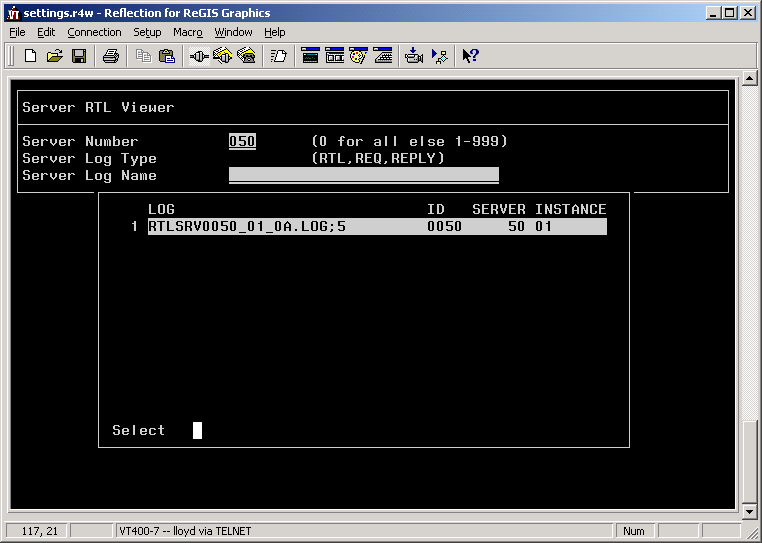 settings.r4w - Reflection for ReGIS Graphics
File Edit Connection Setup Macro Window Help
Server RTL Viewer
Server Number 050 (0 for all else 1-999)
Server Log Type (RTL,REQ,REPLY)
Server Log Name
LOG ID SERVER INSTANCE
1 RTLSRV0050_01_0A.LOG;5 0050 50 01
Select
117, 21 VT400-7 -- lloyd via TELNET Num